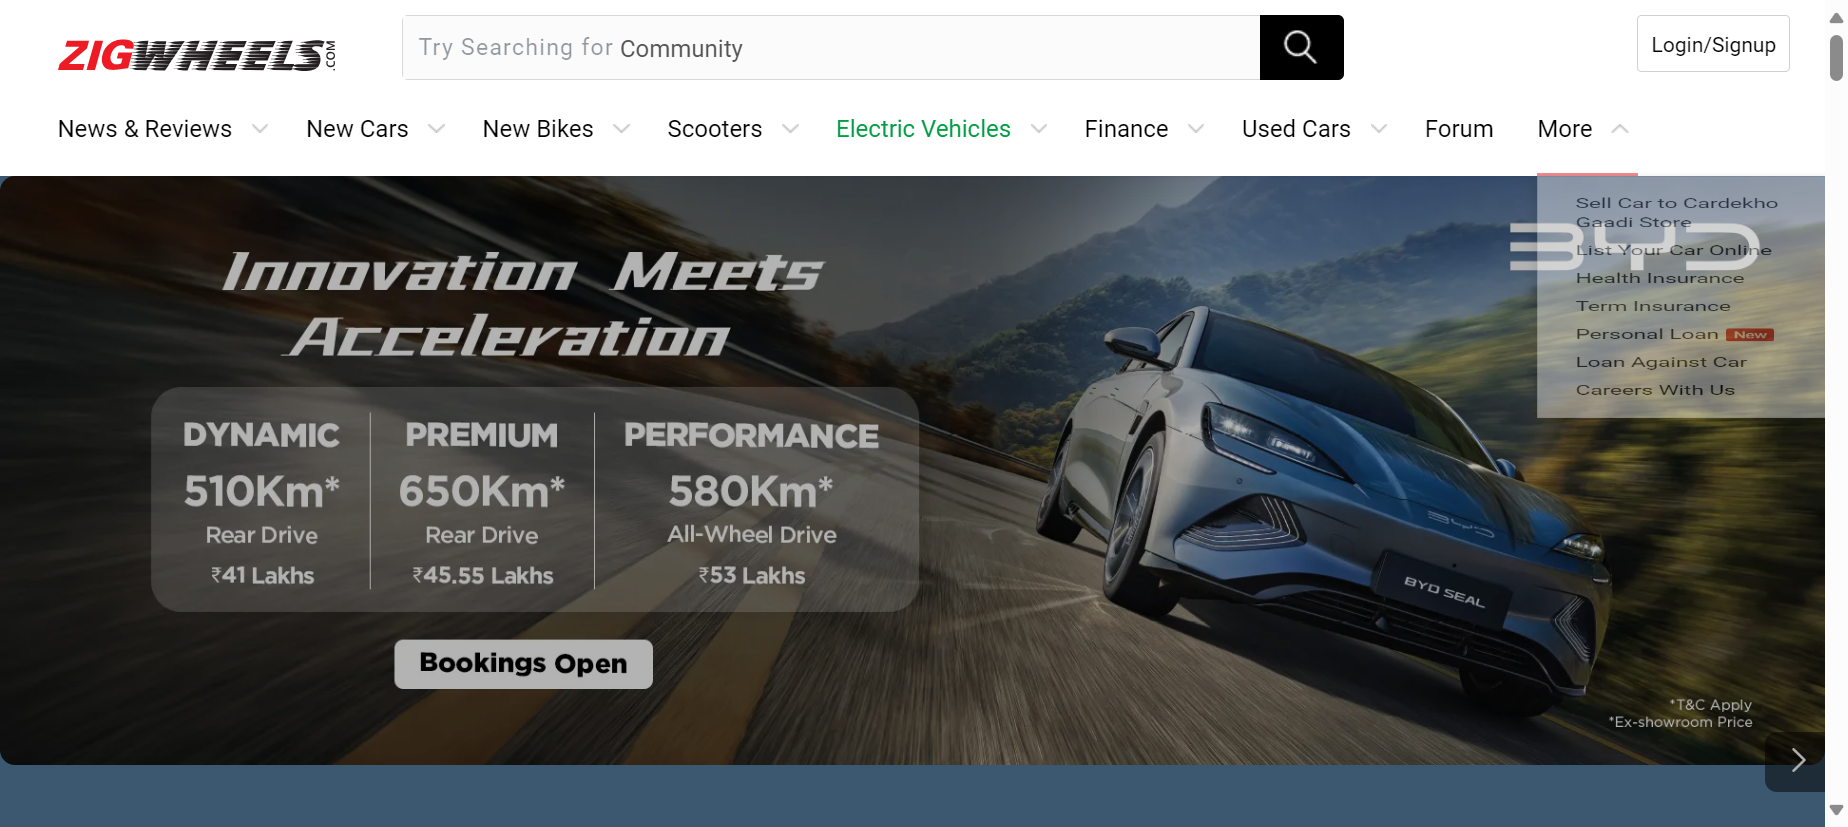 ZIGWHEELS.COM
Try Searching for Community
Login/Signup
News & Reviews
New Cars
New Bikes
Scooters
Electric Vehicles
Finance
Used Cars
Forum
More
Sell Car to Cardekho
Gaadi Store
List Your Car Online
Health Insurance
Term Insurance
Personal Loan New
Loan Against Car
Careers With Us
BYD
Innovation Meets
Acceleration
DYNAMIC
510Km*
Rear Drive
₹41 Lakhs
PREMIUM
650Km*
Rear Drive
₹45.55 Lakhs
PERFORMANCE
580Km*
All-Wheel Drive
₹53 Lakhs
Bookings Open
BYD
BYD SEAL
*T&C Apply
*Ex-showroom Price